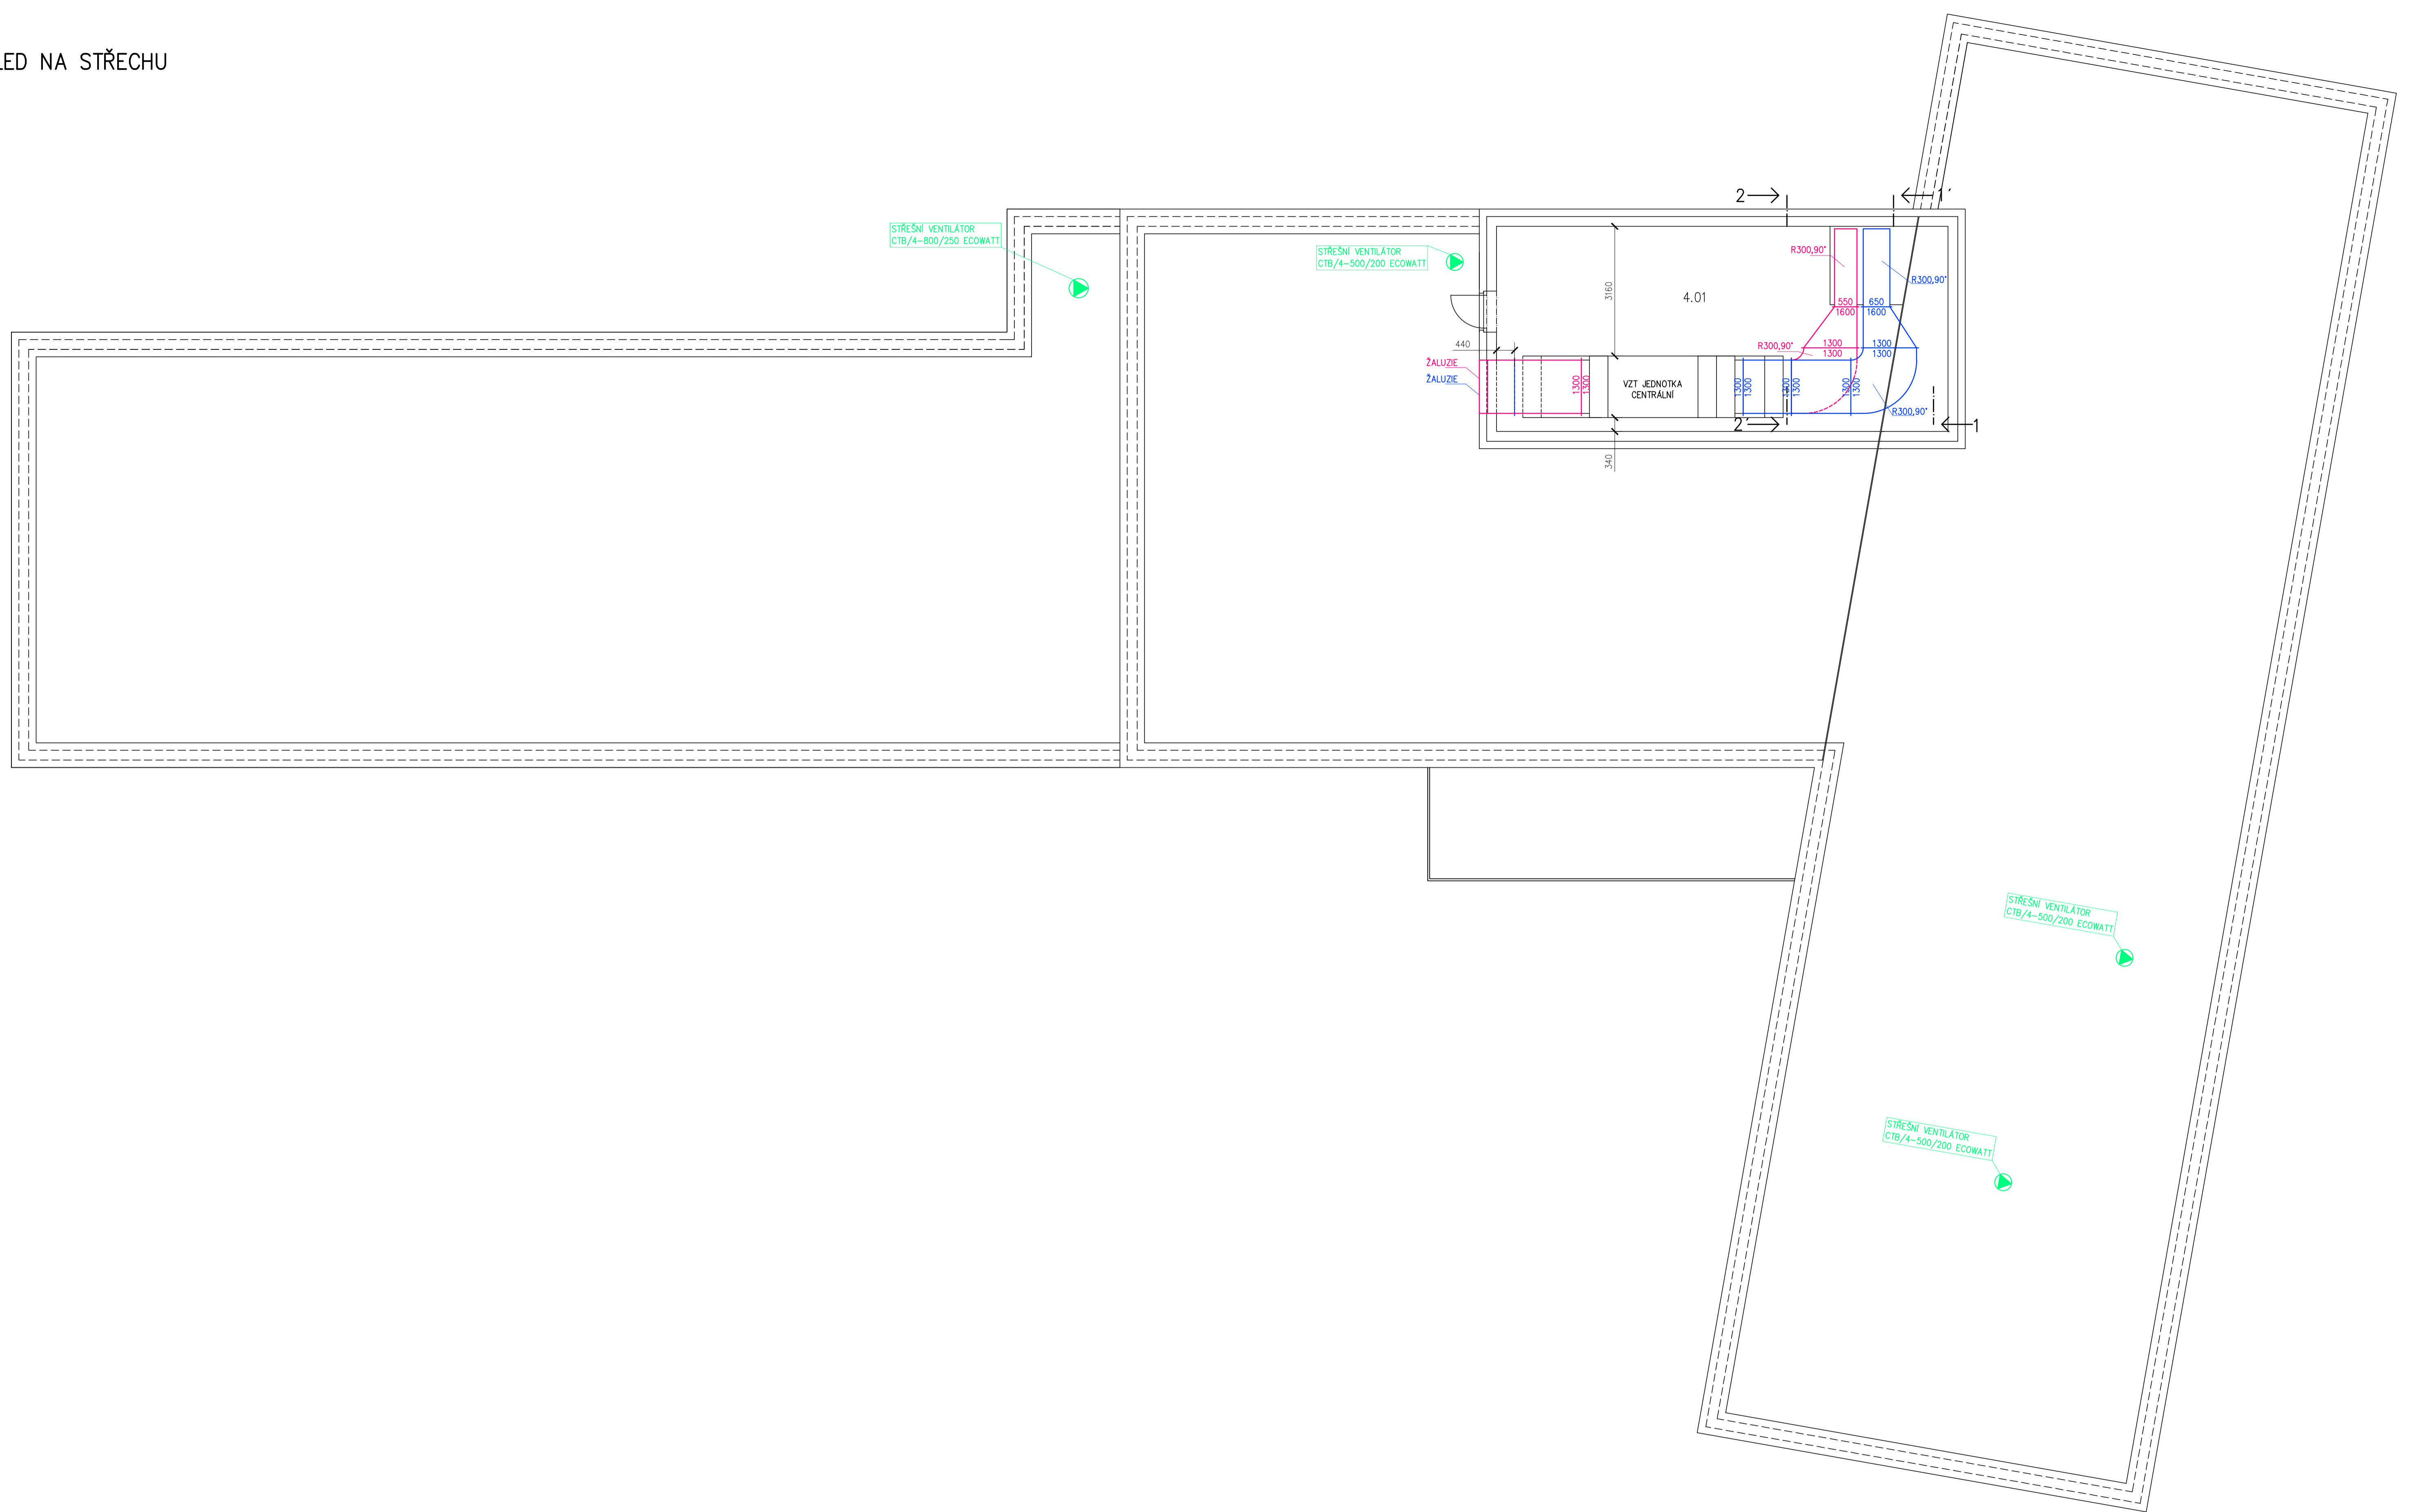 LED NA STŘECHU
2
1´
STŘEŠNÍ VENTILÁTOR
CTB/4-800/250 ECOWATT
STŘEŠNÍ VENTILÁTOR
CTB/4-500/200 ECOWATT
R300,90°
R300,90°
3160
4.01
550
1600
650
1600
440
R300,90°
1300
1300
1300
1300
ŽALUZIE
ŽALUZIE
1300
1300
VZT JEDNOTKA
CENTRÁLNÍ
1300
1300
1300
1300
1300
1300
R300,90°
2´
1
340
STŘEŠNÍ VENTILÁTOR
CTB/4-500/200 ECOWATT
STŘEŠNÍ VENTILÁTOR
CTB/4-500/200 ECOWATT